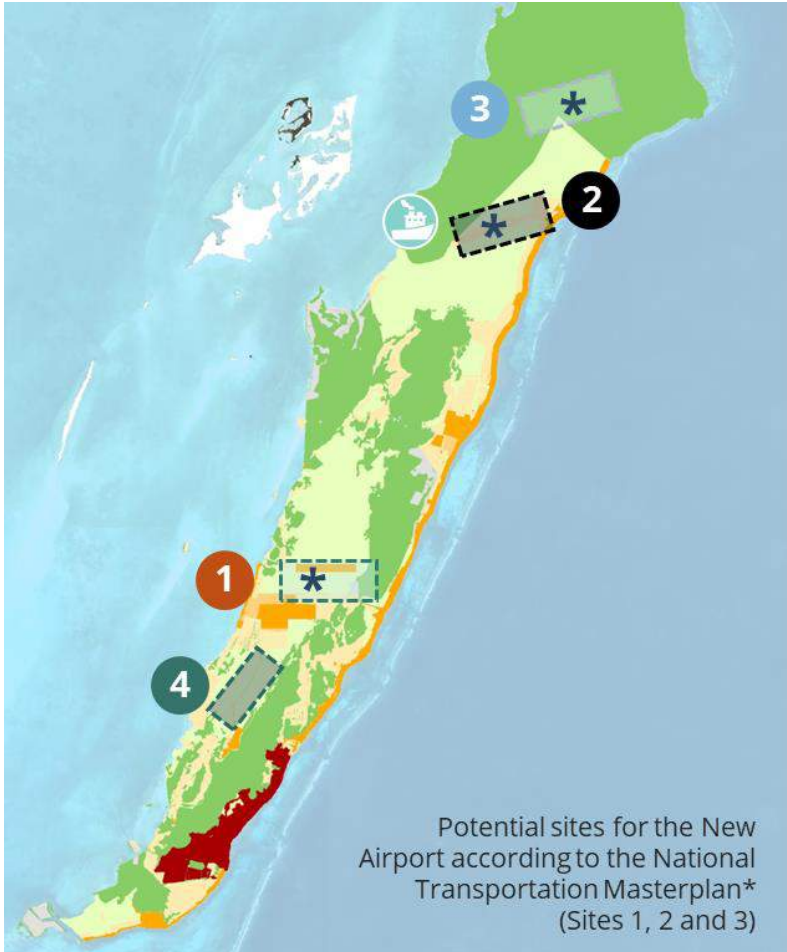 3
*
2
*
1
*
4
Potential sites for the New
Airport according to the National
Transportation Masterplan*
(Sites 1, 2 and 3)